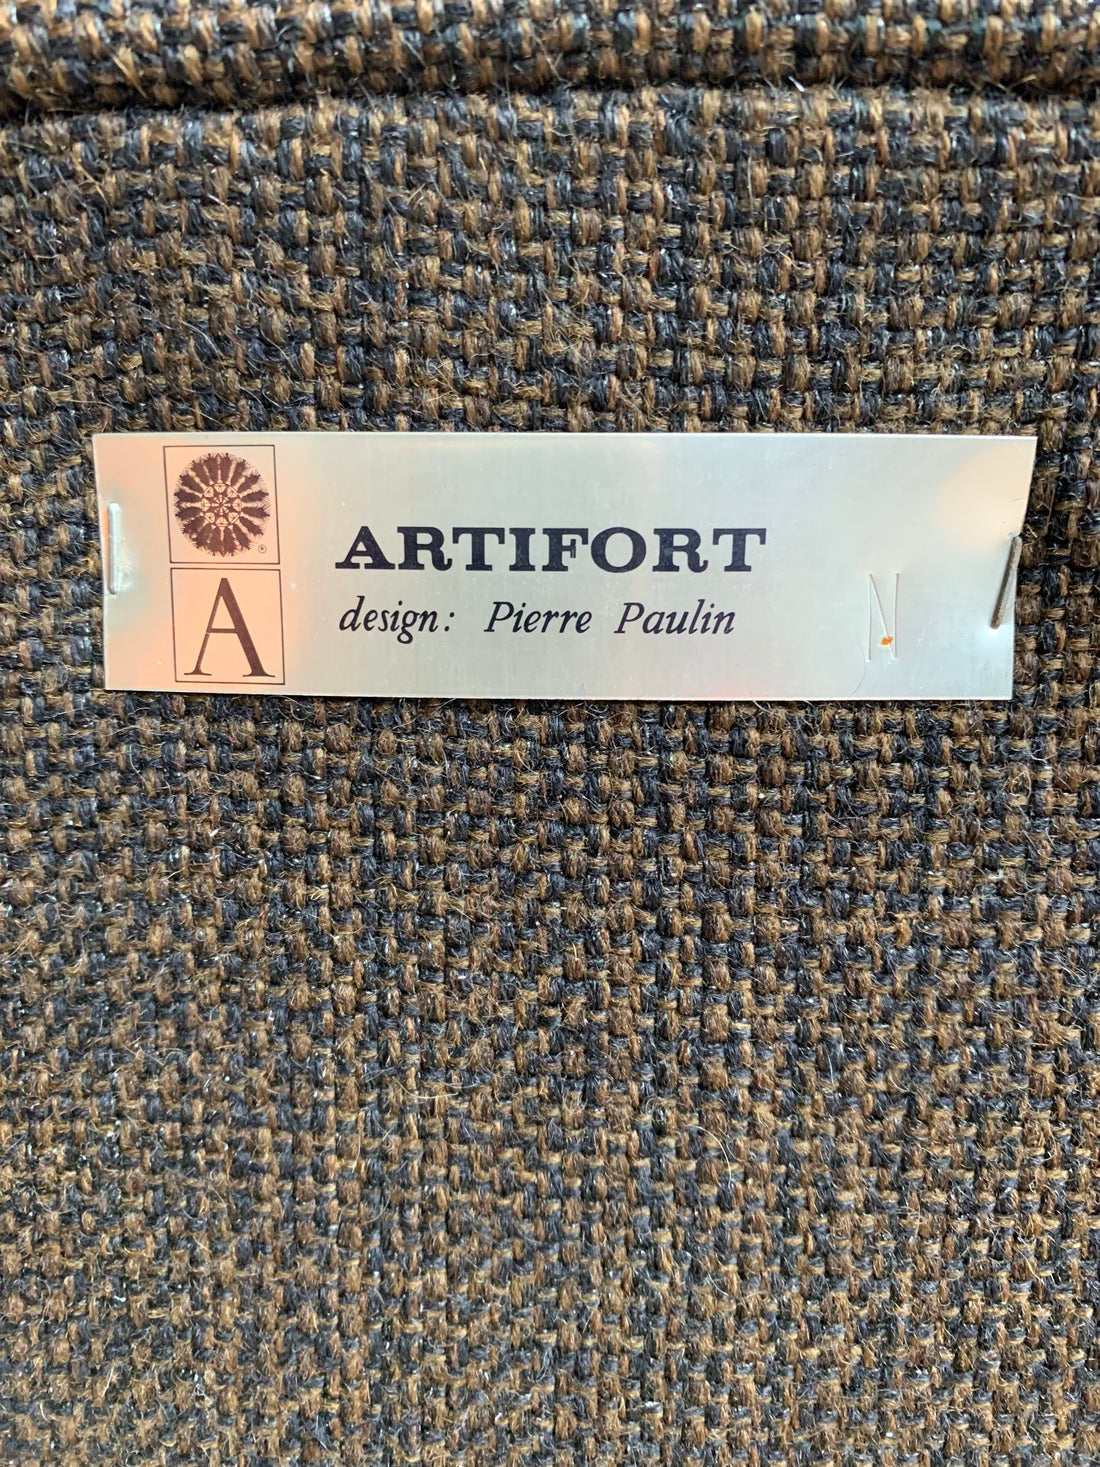 ®
A
ARTIFORT
design: Pierre Paulin